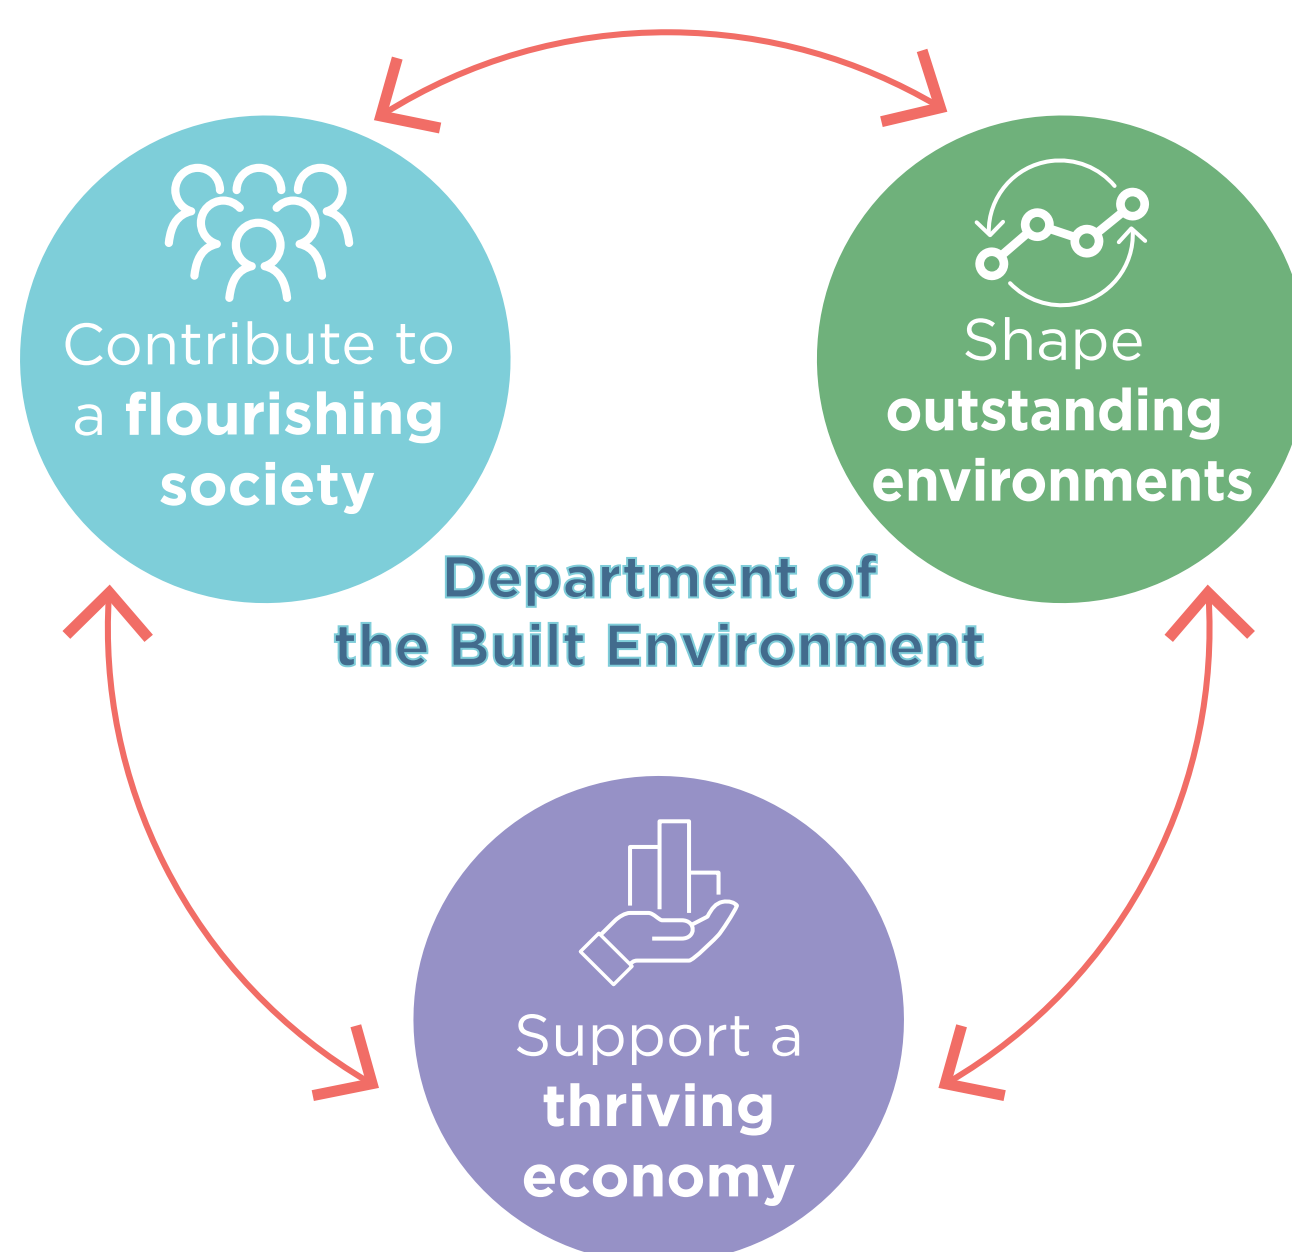 Contribute to
a flourishing
society
Shape
outstanding
environments
Department of
the Built Environment
Support a
thriving
economy